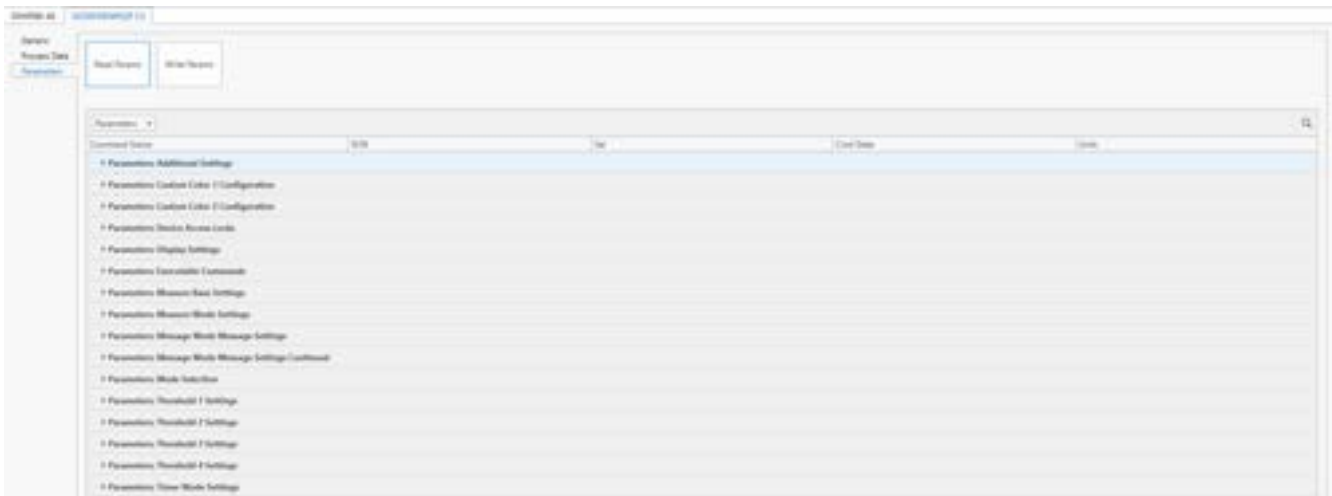 Generic
Process Data
Parameters
Read Params
Write Params
Parameters
Command Name
Units
Parameters Additional Settings
Parameters Custom Color 1 Configuration
Parameters Custom Color 2 Configuration
Parameters Device Access Locks
Parameters Display Settings
Parameters Executable Commands
Parameters Measure Base Settings
Parameters Measure Mode Settings
Parameters Message Mode Message Settings
Parameters Message Mode Message Settings Continued
Parameters Mode Selection
Parameters Threshold 1 Settings
Parameters Threshold 2 Settings
Parameters Threshold 3 Settings
Parameters Threshold 4 Settings
Parameters Timer Mode Settings